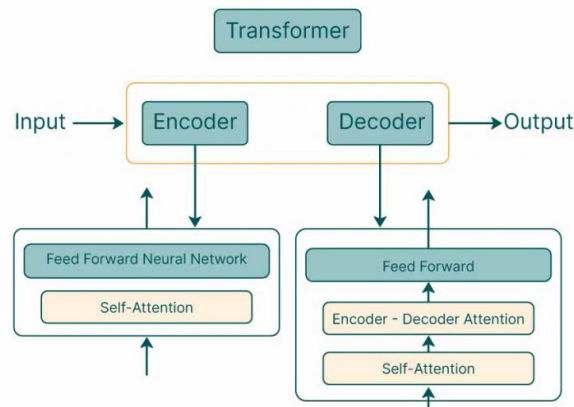 Transformer
Input
Encoder
Decoder
Output
Feed Forward Neural Network
Self-Attention
Feed Forward
Encoder - Decoder Attention
Self-Attention